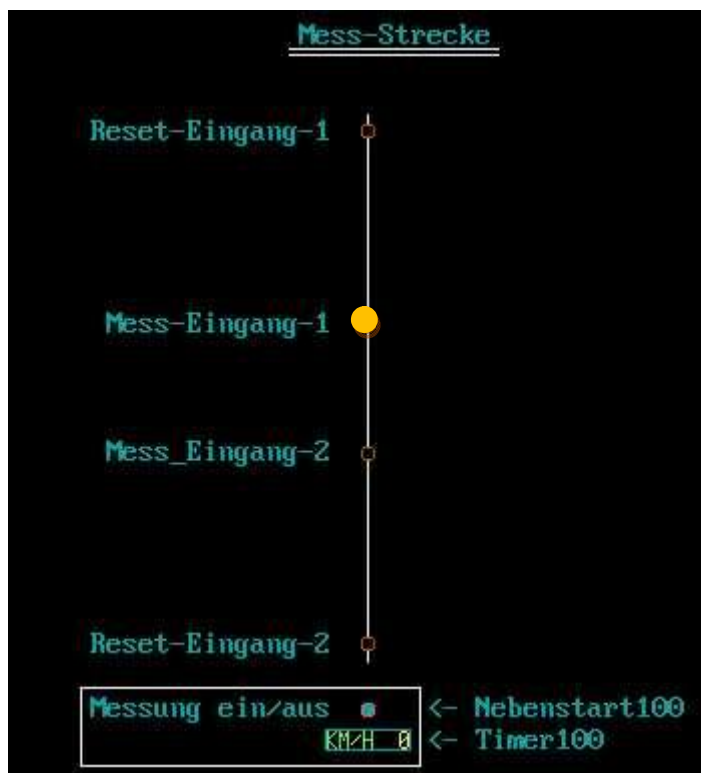 Mess-Strecke
Reset-Eingang-1
Mess-Eingang-1
Mess_Eingang-2
Reset-Eingang-2
Messung ein/aus <- Nebenstart100
KM/H 0 <- Timer100